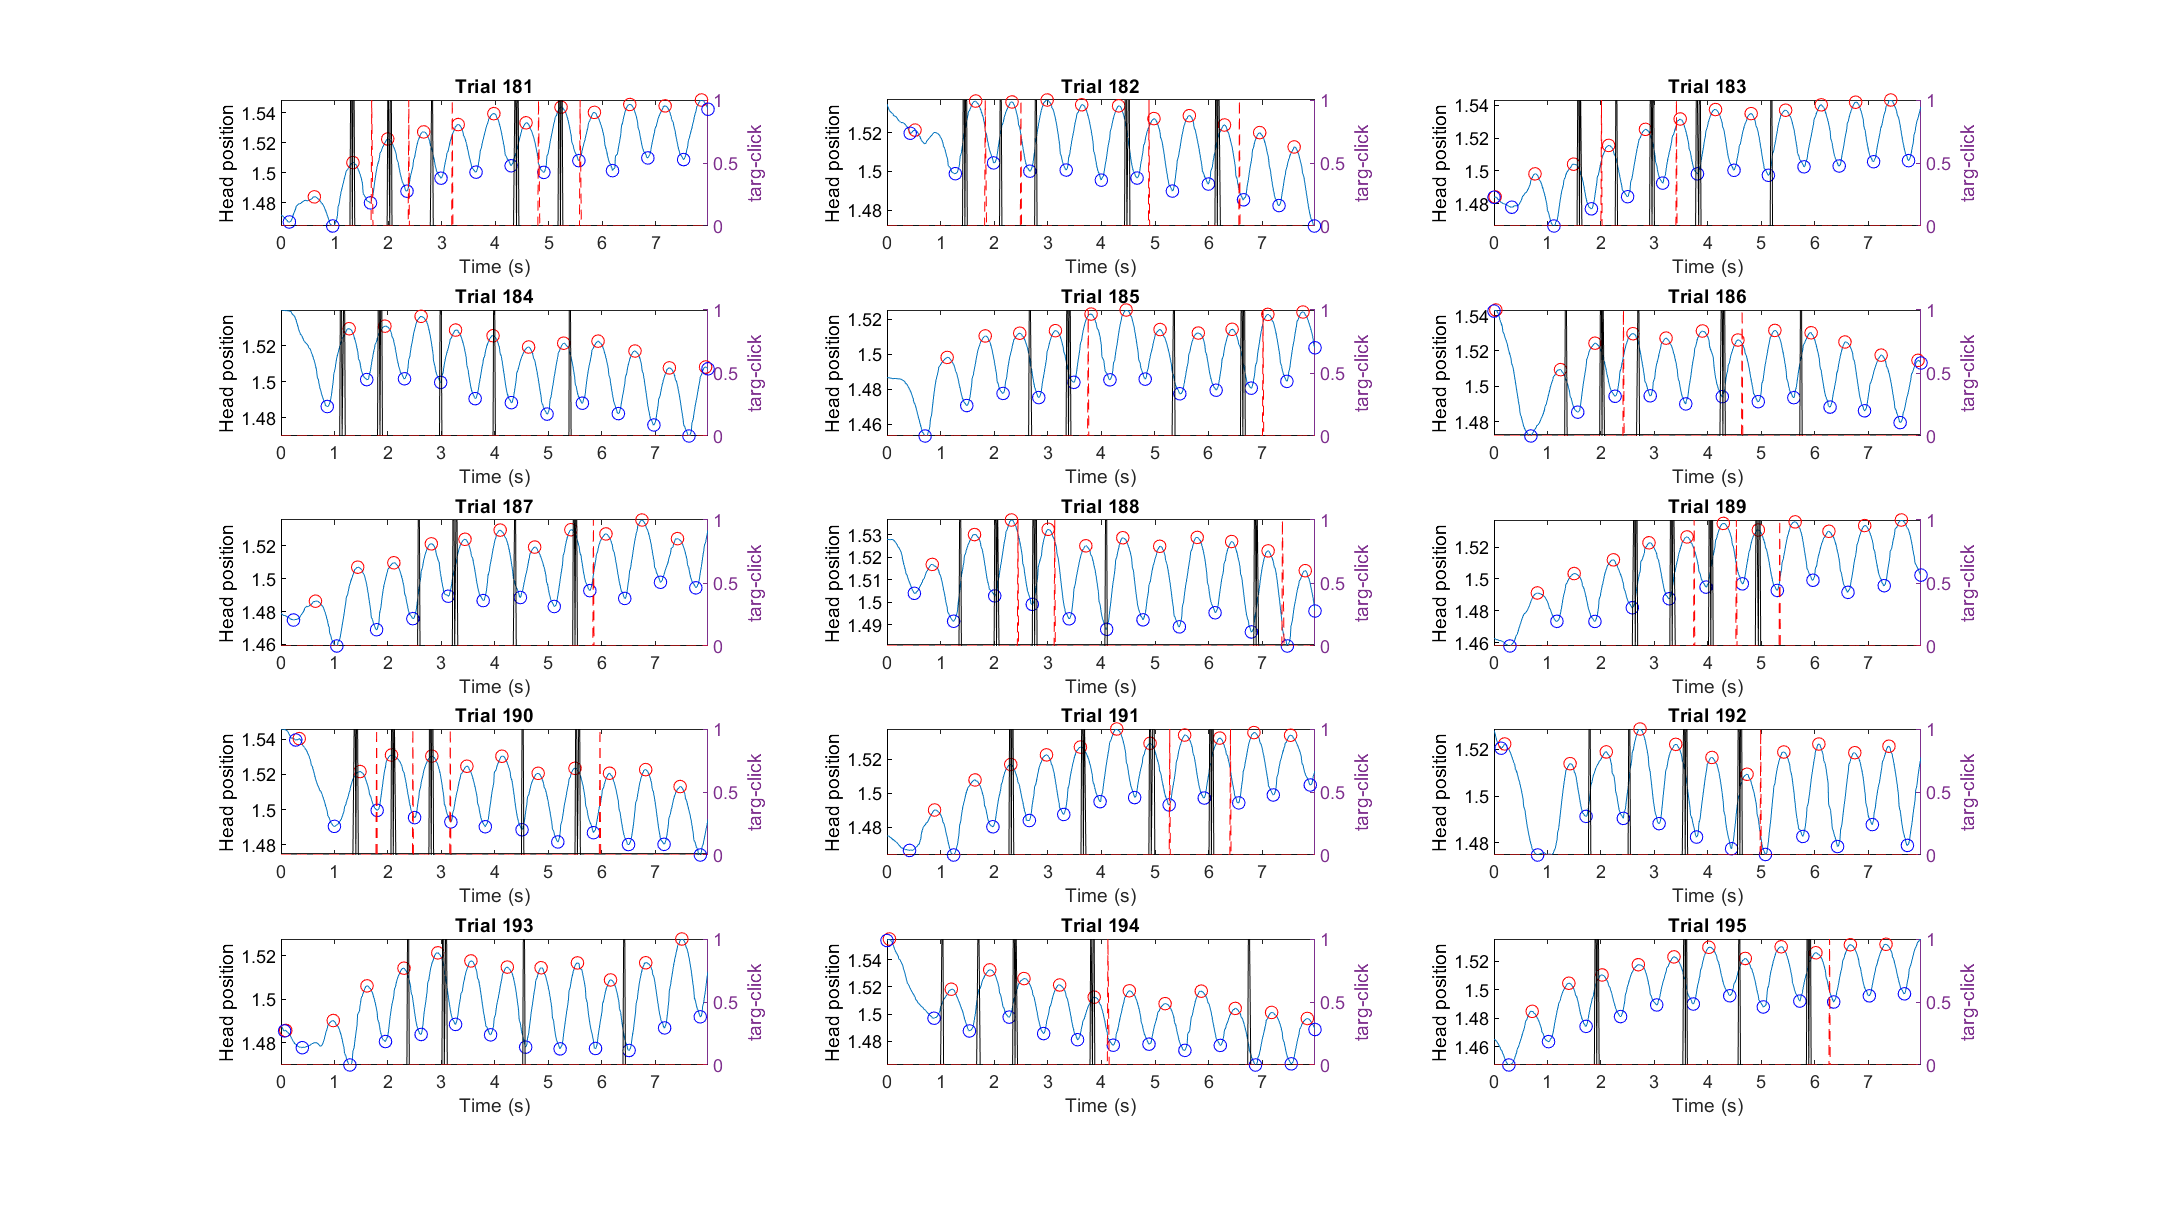 Trial 181
Head position
1.54
1.52
1.5
1.48
1
0.5
0
targ-click
0 1 2 3 4 5 6 7
Time (s)
Trial 182
Head position
1.52
1.5
1.48
1
0.5
0
targ-click
0 1 2 3 4 5 6 7
Time (s)
Trial 183
Head position
1.54
1.52
1.5
1.48
1
0.5
0
targ-click
0 1 2 3 4 5 6 7
Time (s)
Trial 184
Head position
1.52
1.5
1.48
1
0.5
0
targ-click
0 1 2 3 4 5 6 7
Time (s)
Trial 185
Head position
1.52
1.5
1.48
1.46
1
0.5
0
targ-click
0 1 2 3 4 5 6 7
Time (s)
Trial 186
Head position
1.54
1.52
1.5
1.48
1
0.5
0
targ-click
0 1 2 3 4 5 6 7
Time (s)
Trial 187
Head position
1.52
1.5
1.48
1.46
1
0.5
0
targ-click
0 1 2 3 4 5 6 7
Time (s)
Trial 188
Head position
1.53
1.52
1.51
1.5
1.49
1
0.5
0
targ-click
0 1 2 3 4 5 6 7
Time (s)
Trial 189
Head position
1.52
1.5
1.48
1.46
1
0.5
0
targ-click
0 1 2 3 4 5 6 7
Time (s)
Trial 190
Head position
1.54
1.52
1.5
1.48
1
0.5
0
targ-click
0 1 2 3 4 5 6 7
Time (s)
Trial 191
Head position
1.52
1.5
1.48
1
0.5
0
targ-click
0 1 2 3 4 5 6 7
Time (s)
Trial 192
Head position
1.52
1.5
1.48
1
0.5
0
targ-click
0 1 2 3 4 5 6 7
Time (s)
Trial 193
Head position
1.52
1.5
1.48
1
0.5
0
targ-click
0 1 2 3 4 5 6 7
Time (s)
Trial 194
Head position
1.54
1.52
1.5
1.48
1
0.5
0
targ-click
0 1 2 3 4 5 6 7
Time (s)
Trial 195
Head position
1.52
1.5
1.48
1.46
1
0.5
0
targ-click
0 1 2 3 4 5 6 7
Time (s)